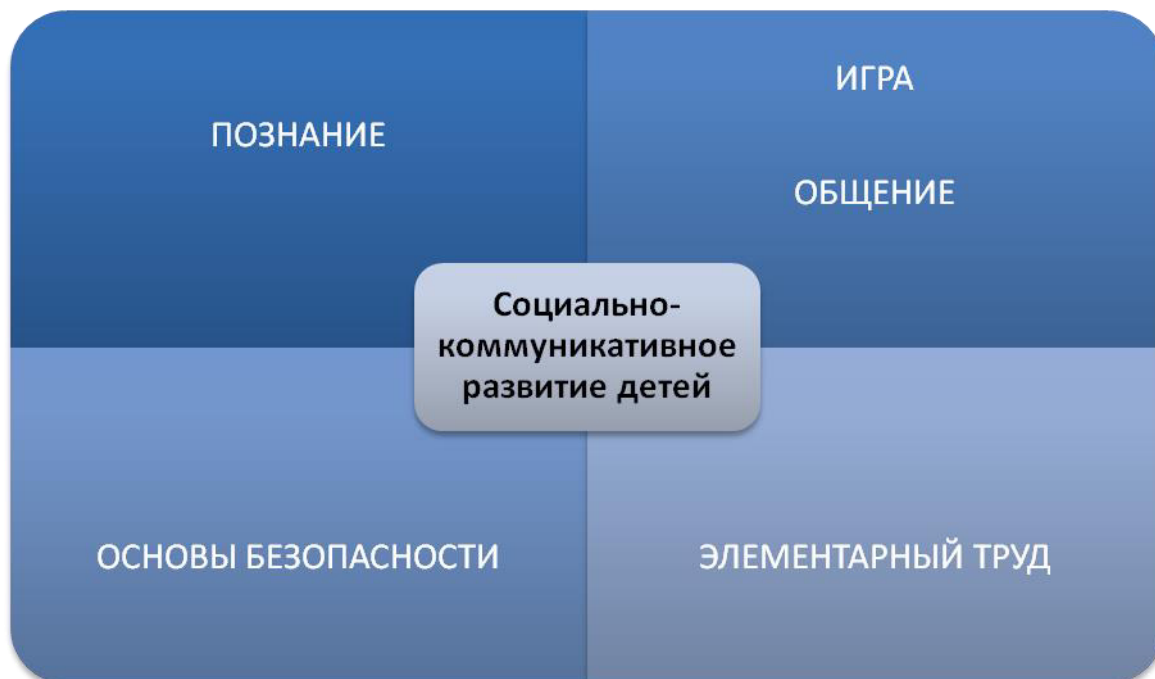 ПОЗНАНИЕ
ИГРА
ОБЩЕНИЕ
Социально-
коммуникативное
развитие детей
ОСНОВЫ БЕЗОПАСНОСТИ
ЭЛЕМЕНТАРНЫЙ ТРУД